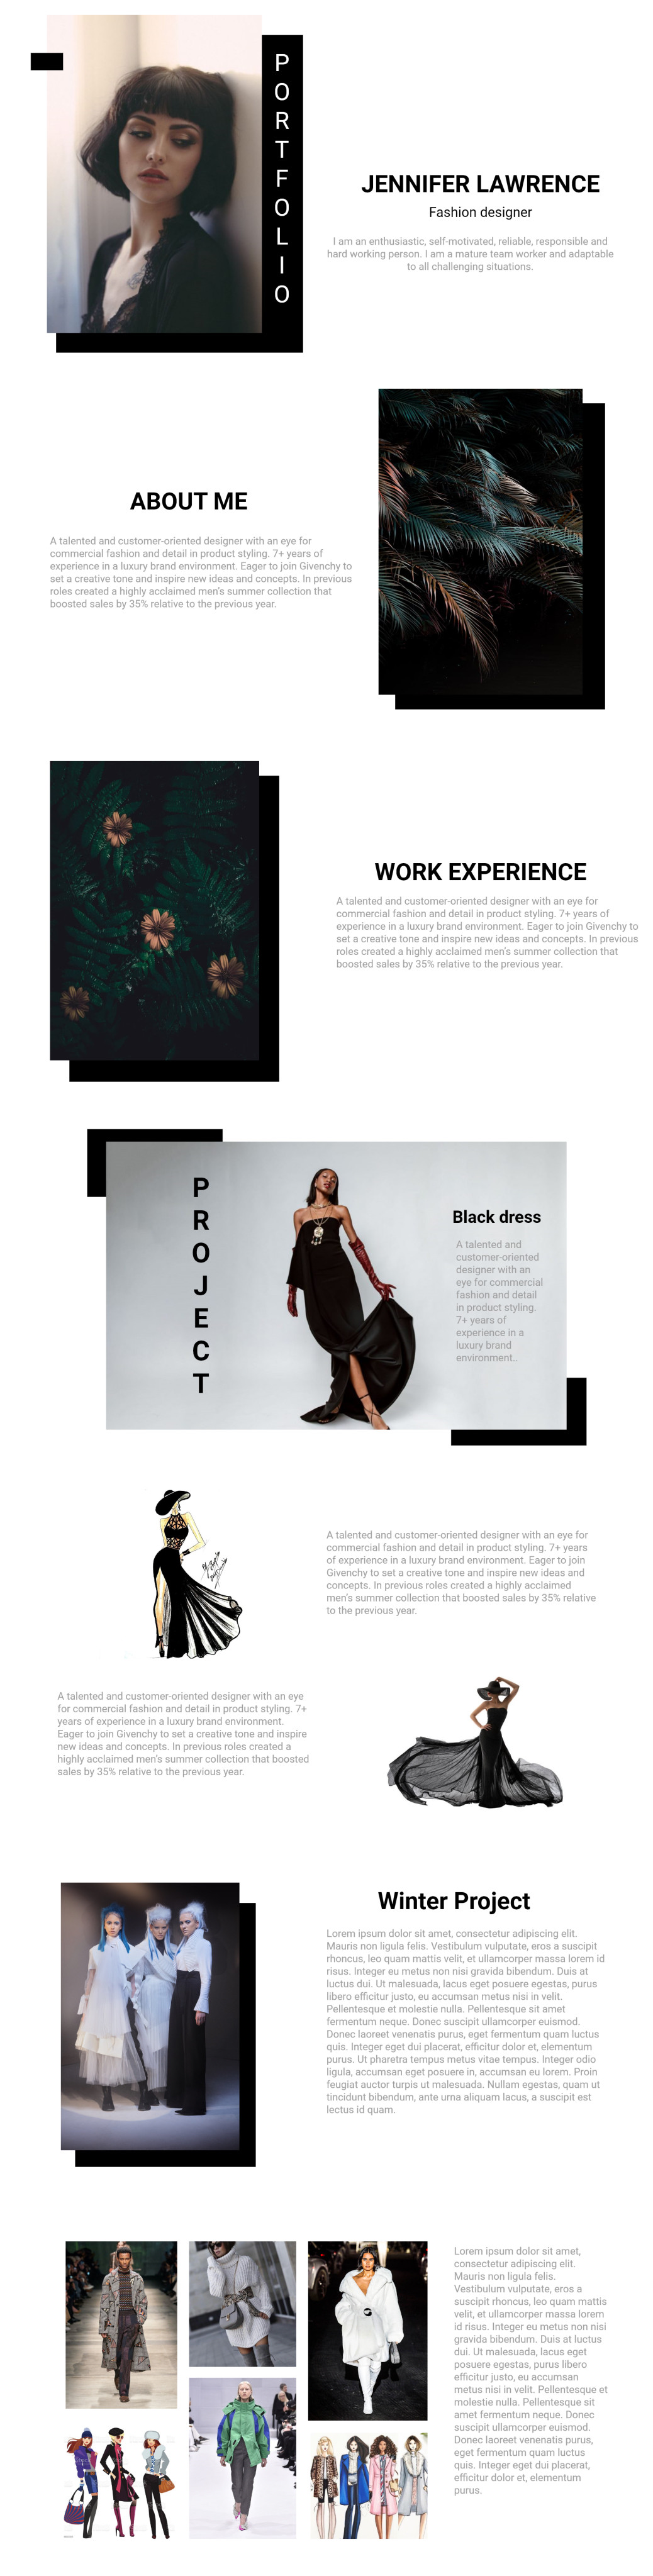 PORTFOLIO
JENNIFER LAWRENCE
Fashion designer
I am an enthusiastic, self-motivated, reliable, responsible and
hard working person. I am a mature team worker and adaptable
to all challenging situations.
ABOUT ME
A talented and customer-oriented designer with an eye for
commercial fashion and detail in product styling. 7+ years of
experience in a luxury brand environment. Eager to join Givenchy to
set a creative tone and inspire new ideas and concepts. In previous
roles created a highly acclaimed men's summer collection that
boosted sales by 35% relative to the previous year.
WORK EXPERIENCE
A talented and customer-oriented designer with an eye for
commercial fashion and detail in product styling. 7+ years of
experience in a luxury brand environment. Eager to join Givenchy to
set a creative tone and inspire new ideas and concepts. In previous
roles created a highly acclaimed men's summer collection that
boosted sales by 35% relative to the previous year.
PROJECT
Black dress
A talented and
customer-oriented
designer with an
eye for commercial
fashion and detail
in product styling.
7+ years of
experience in a
luxury brand
environment..
A talented and customer-oriented designer with an eye for
commercial fashion and detail in product styling. 7+ years
of experience in a luxury brand environment. Eager to join
Givenchy to set a creative tone and inspire new ideas and
concepts. In previous roles created a highly acclaimed
men's summer collection that boosted sales by 35% relative
to the previous year.
A talented and customer-oriented designer with an eye
for commercial fashion and detail in product styling. 7+
years of experience in a luxury brand environment.
Eager to join Givenchy to set a creative tone and inspire
new ideas and concepts. In previous roles created a
highly acclaimed men's summer collection that boosted
sales by 35% relative to the previous year.
Winter Project
Lorem ipsum dolor sit amet, consectetur adipiscing elit.
Mauris non ligula felis. Vestibulum vulputate, eros a suscipit
rhoncus, leo quam mattis velit, et ullamcorper massa lorem id
risus. Integer eu metus non nisi gravida bibendum. Duis at
luctus dui. Ut malesuada, lacus eget posuere egestas, purus
libero efficitur justo, eu accumsan metus nisi in velit.
Pellentesque et molestie nulla. Pellentesque sit amet
fermentum neque. Donec suscipit ullamcorper euismod.
Donec laoreet venenatis purus, eget fermentum quam luctus
quis. Integer eget dui placerat, efficitur dolor et, elementum
purus. Ut pharetra tempus metus vitae tempus. Integer odio
ligula, accumsan eget posuere in, accumsan eu lorem. Proin
feugiat auctor turpis ut malesuada. Nullam egestas, quam ut
tincidunt bibendum, ante urna aliquam lacus, a suscipit est
lectus id quam.
Lorem ipsum dolor sit amet,
consectetur adipiscing elit.
Mauris non ligula felis.
Vestibulum vulputate, eros a
suscipit rhoncus, leo quam mattis
velit, et ullamcorper massa lorem
id risus. Integer eu metus non nisi
gravida bibendum. Duis at luctus
dui. Ut malesuada, lacus eget
posuere egestas, purus libero
efficitur justo, eu accumsan
metus nisi in velit. Pellentesque et
molestie nulla. Pellentesque sit
amet fermentum neque. Donec
suscipit ullamcorper euismod.
Donec laoreet venenatis purus,
eget fermentum quam luctus
quis. Integer eget dui placerat,
efficitur dolor et, elementum
purus.